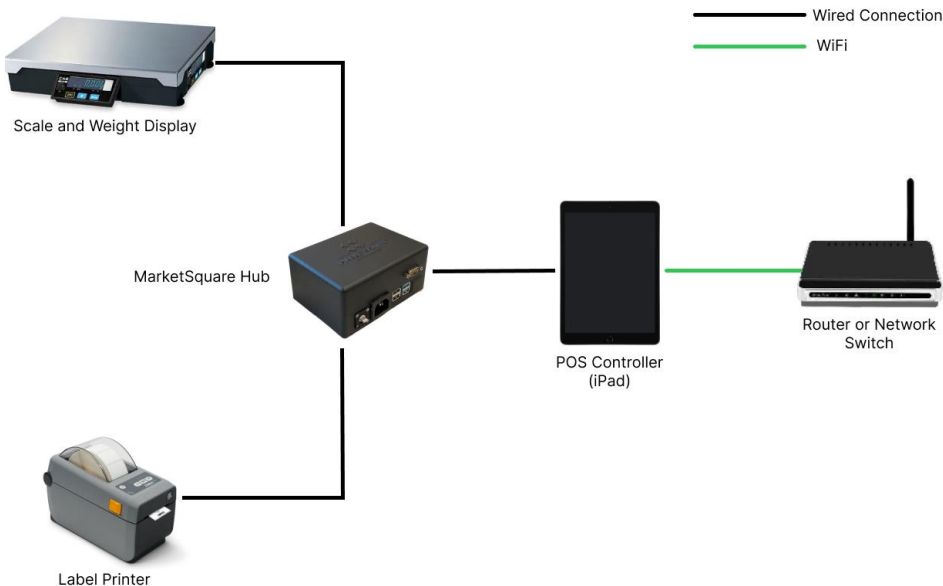 Wired Connection
WiFi
Scale and Weight Display
MarketSquare Hub
POS Controller
(iPad)
Router or Network
Switch
Label Printer